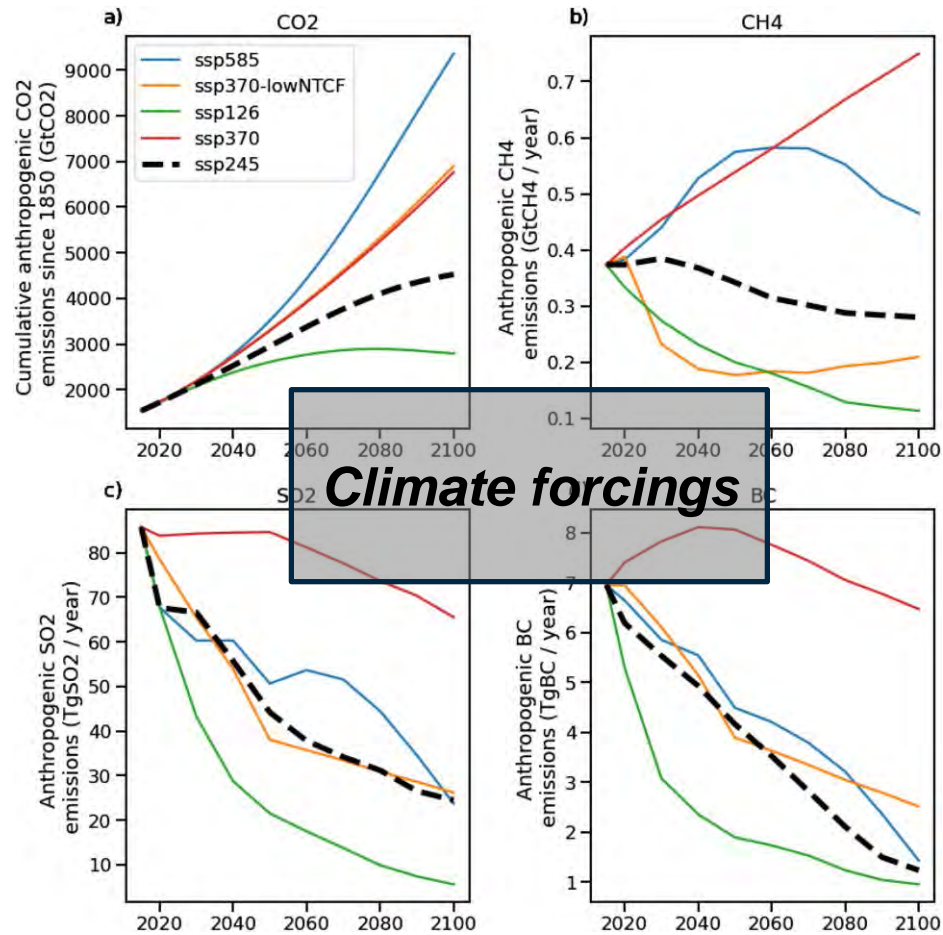 a)
CO2
Cumulative anthropogenic CO2
emissions since 1850 (GtCO2)
9000
8000
7000
6000
5000
4000
3000
2000
ssp585
ssp370-lowNTCF
ssp126
ssp370
ssp245
2020 2040 2060 2080 2100
b)
CH4
Anthropogenic CH4
emissions (GtCH4 / year)
0.7
0.6
0.5
0.4
0.3
0.2
0.1
2020 2040 2060 2080 2100
Climate forcings
c)
SO2
Anthropogenic SO2
emissions (TgSO2 / year)
80
70
60
50
40
30
20
10
2020 2040 2060 2080 2100
BC
Anthropogenic BC
emissions (TgBC / year)
8
7
6
5
4
3
2
1
2020 2040 2060 2080 2100